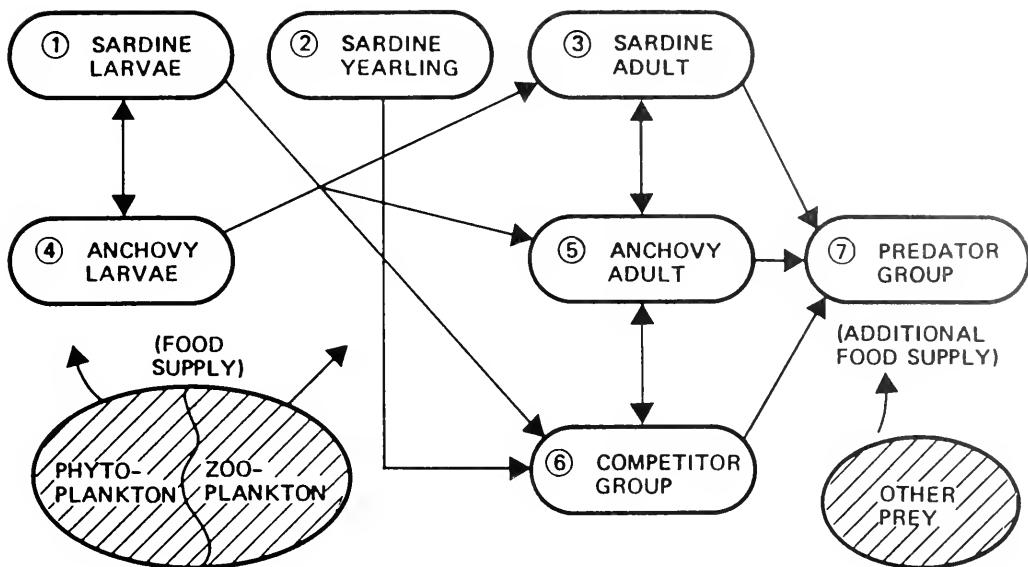 ① SARDINE
LARVAE
② SARDINE
YEARLING
③ SARDINE
ADULT
④ ANCHOVY
LARVAE
⑤ ANCHOVY
ADULT
⑦ PREDATOR
GROUP
(FOOD
SUPPLY)
(ADDITIONAL
FOOD SUPPLY)
PHYTO-
PLANKTON
ZOO-
PLANKTON
⑥ COMPETITOR
GROUP
OTHER
PREY